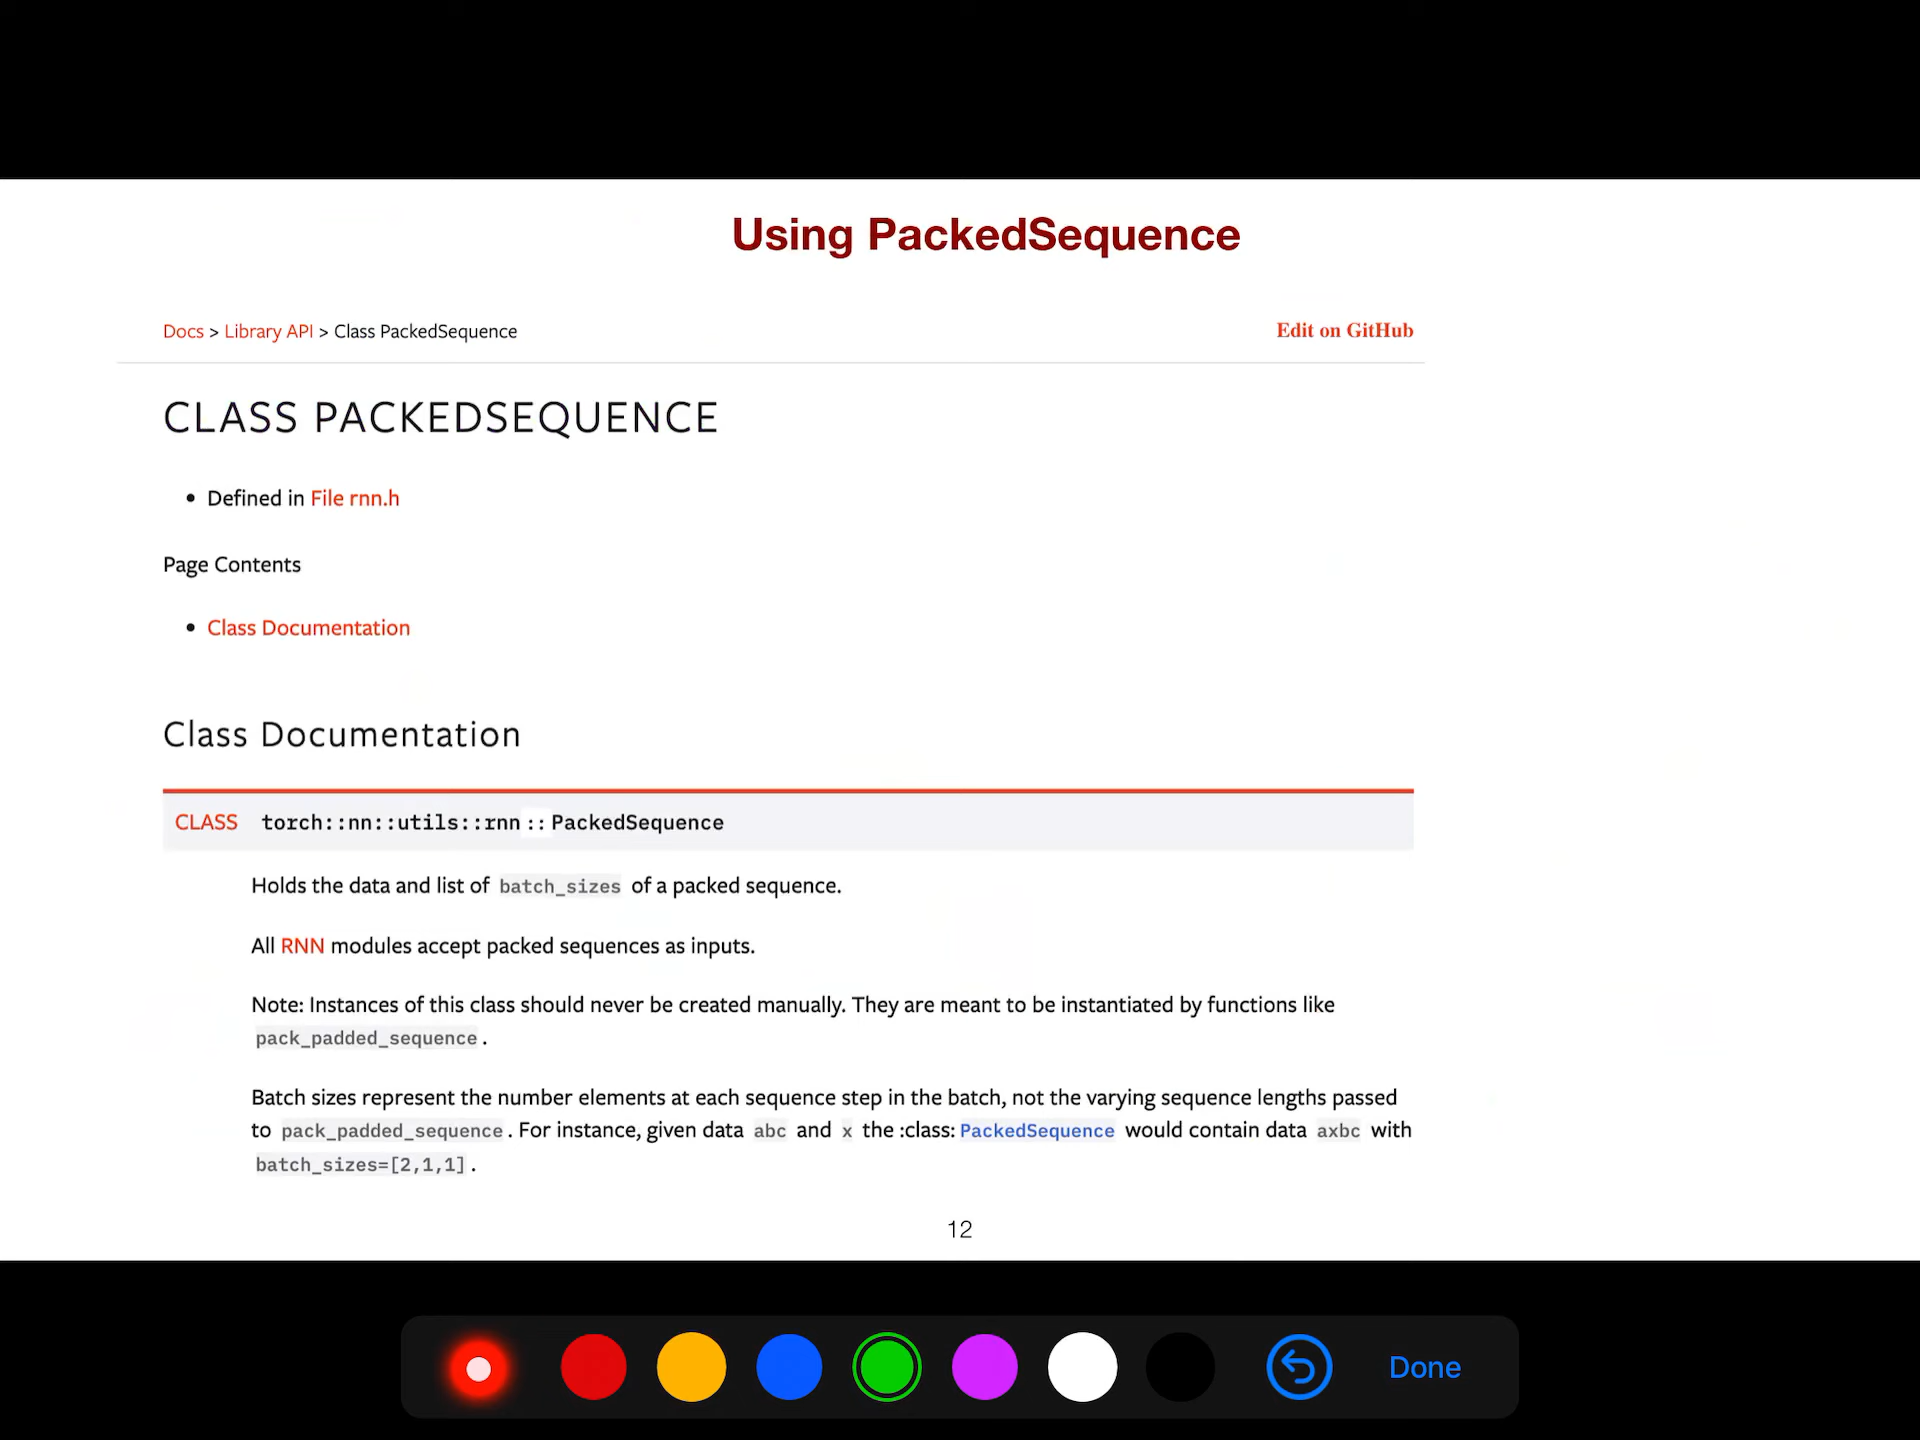 Using PackedSequence
Docs > Library API > Class PackedSequence
Edit on GitHub
CLASS PACKEDSEQUENCE
• Defined in File rnn.h
Page Contents
• Class Documentation
Class Documentation
CLASS torch::nn::utils::rnn::PackedSequence
Holds the data and list of batch_sizes of a packed sequence.
All RNN modules accept packed sequences as inputs.
Note: Instances of this class should never be created manually. They are meant to be instantiated by functions like
pack_padded_sequence.
Batch sizes represent the number elements at each sequence step in the batch, not the varying sequence lengths passed
to pack_padded_sequence. For instance, given data abc and x the :class: PackedSequence would contain data axbc with
batch_sizes=[2,1,1].
12
Done